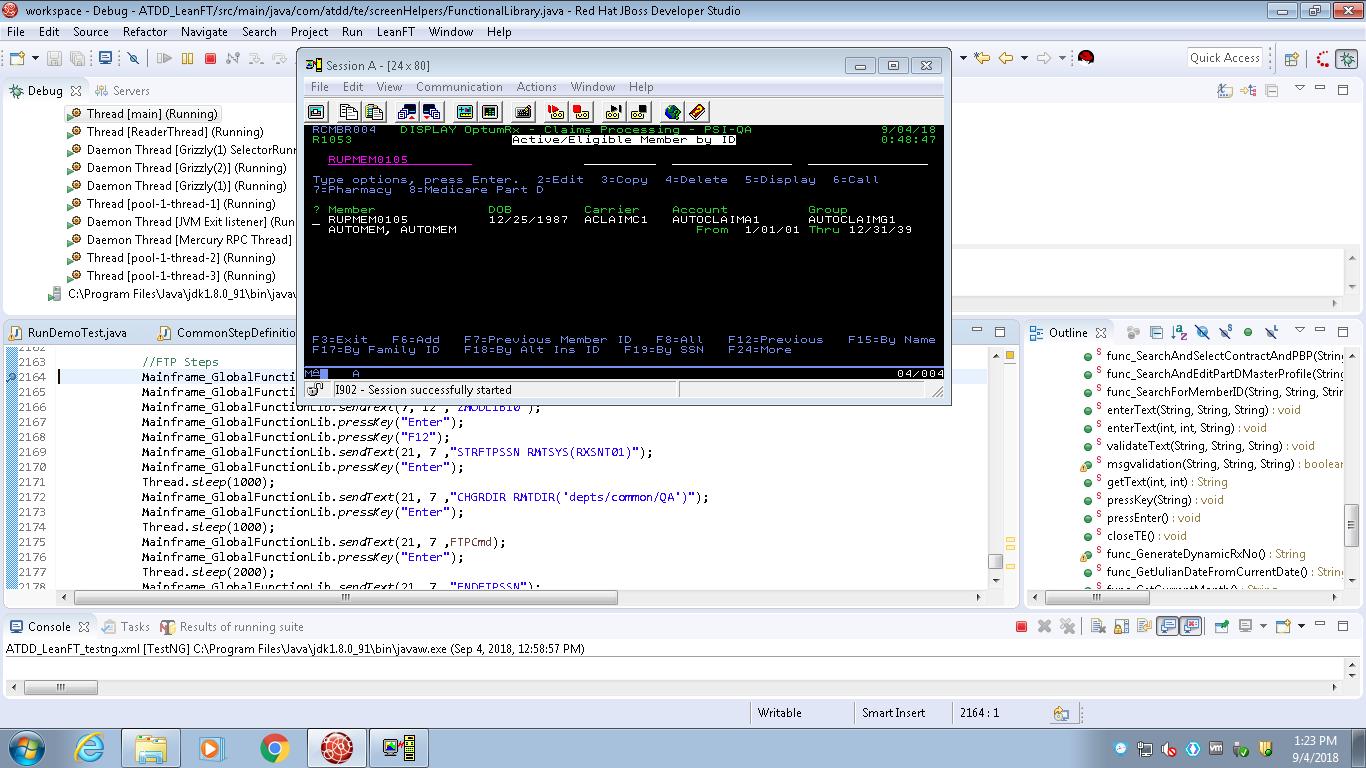 workspace - Debug - ATDD_LeanFT/src/main/java/com/atdd/te/screenHelpers/FunctionalLibrary.java - Red Hat JBoss Developer Studio
File Edit Source Refactor Navigate Search Project Run LeanFT Window Help
Quick Access
Debug Servers
Thread [main] (Running)
Thread [ReaderThread] (Running)
Daemon Thread [Grizzly(1) SelectorRun
Daemon Thread [Grizzly(2)] (Running)
Daemon Thread [Grizzly(1)] (Running)
Thread [pool-1-thread-1] (Running)
Daemon Thread [JVM Exit listener] (Run
Daemon Thread [Mercury RPC Thread]
Thread [pool-1-thread-2] (Running)
Thread [pool-1-thread-3] (Running)
C:\Program Files\Java\jdk1.8.0_91\bin\java
Session A - [24 x 80]
File Edit View Communication Actions Window Help
RCMBR004 DISPLAY OptumRx - Claims Processing - PSI-QA 9/04/18
R1053 Active/Eligible Member by ID 0:48:47
RUPMEM0105
Type options, press Enter. 2=Edit 3=Copy 4=Delete 5=Display 6=Call
7=Pharmacy 8=Medicare Part D
? Member DOB Carrier Account Group
RUPMEM0105 12/25/1987 ACLAIMC1 AUTOCLAIMA1 AUTOCLAIMG1
AUTOMEM, AUTOMEM From 1/01/01 Thru 12/31/39
F3=Exit F6=Add F7=Previous Member ID F8=All F12=Previous F15=By Name
F17=By Family ID F18=By Alt Ins ID F19=By SSN F24=More
MA A 04/004
I902 - Session successfully started
RunDemoTest.java CommonStepDefinitio
2162
2163 //FTP Steps
2164 Mainframe_GlobalFuncti
2165 Mainframe_GlobalFuncti
2166 Mainframe_GlobalFunctionLib.sendText(7, 12 ,"ZMODLIB10");
2167 Mainframe_GlobalFunctionLib.pressKey("Enter");
2168 Mainframe_GlobalFunctionLib.pressKey("F12");
2169 Mainframe_GlobalFunctionLib.sendText(21, 7 ,"STRFTPSSN RMTSYS(RXSNT01)");
2170 Mainframe_GlobalFunctionLib.pressKey("Enter");
2171 Thread.sleep(1000);
2172 Mainframe_GlobalFunctionLib.sendText(21, 7 ,"CHGRDIR RMTDIR('depts/common/QA')");
2173 Mainframe_GlobalFunctionLib.pressKey("Enter");
2174 Thread.sleep(1000);
2175 Mainframe_GlobalFunctionLib.sendText(21, 7 ,FTPCmd);
2176 Mainframe_GlobalFunctionLib.pressKey("Enter");
2177 Thread.sleep(2000);
2178 Mainframe_GlobalFunctionLib.sendText(21, 7 ,"ENDFTPSSN");
Outline
func_SearchAndSelectContractAndPBP(String
func_SearchAndEditPartDMasterProfile(String
func_SearchForMemberID(String, String, Strin
enterText(String, String, String) : void
enterText(int, int, String) : void
validateText(String, String, String) : void
msgvalidation(String, String, String) : boolea
getText(int, int) : String
pressKey(String) : void
pressEnter() : void
closeTE() : void
func_GenerateDynamicRxNo() : String
func_GetJulianDateFromCurrentDate() : Strin
func_GetCurrentMonth() : String
Console Tasks Results of running suite
ATDD_LeanFT_testng.xml [TestNG] C:\Program Files\Java\jdk1.8.0_91\bin\javaw.exe (Sep 4, 2018, 12:58:57 PM)
Writable Smart Insert 2164 : 1
1:23 PM
9/4/2018